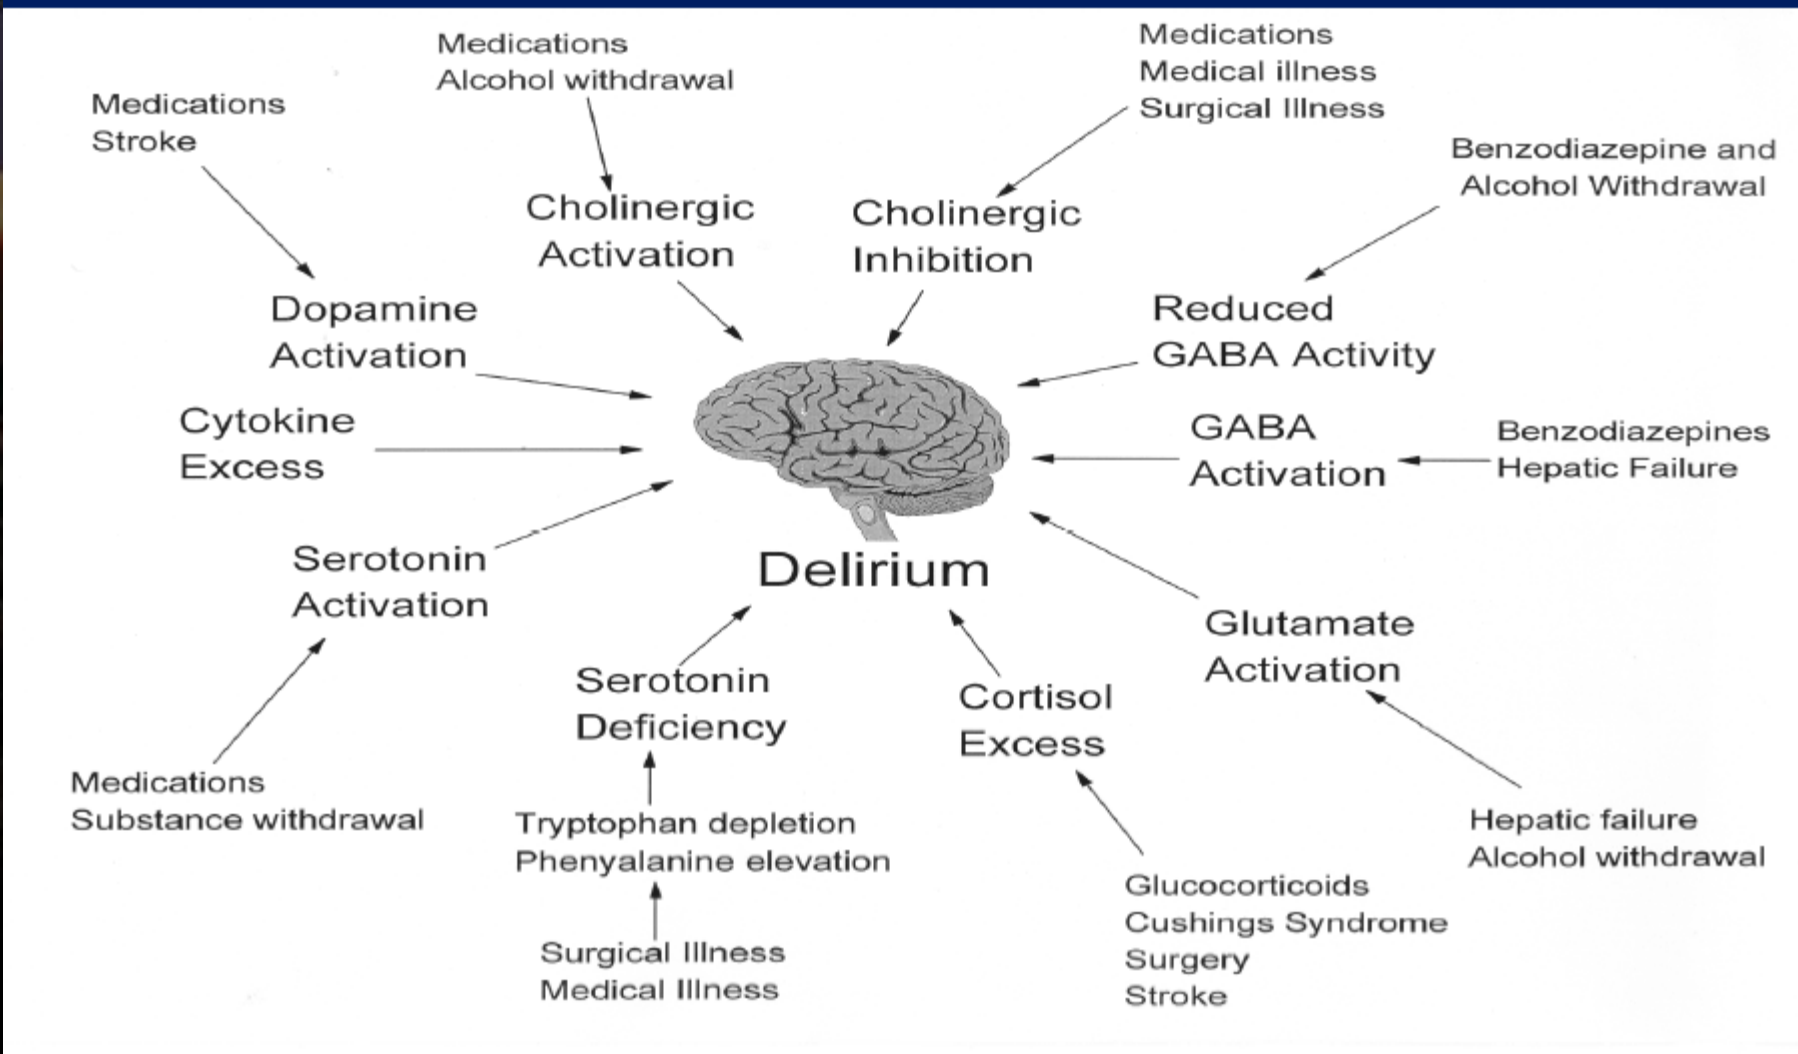 Medications
Alcohol withdrawal
Medications
Medical illness
Surgical Illness
Medications
Stroke
Benzodiazepine and
Alcohol Withdrawal
Cholinergic
Activation
Cholinergic
Inhibition
Dopamine
Activation
Reduced
GABA Activity
Cytokine
Excess
GABA
Activation
Benzodiazepines
Hepatic Failure
Serotonin
Activation
Delirium
Glutamate
Activation
Serotonin
Deficiency
Cortisol
Excess
Medications
Substance withdrawal
Tryptophan depletion
Phenyalanine elevation
Hepatic failure
Alcohol withdrawal
Glucocorticoids
Cushings Syndrome
Surgery
Stroke
Surgical Illness
Medical Illness